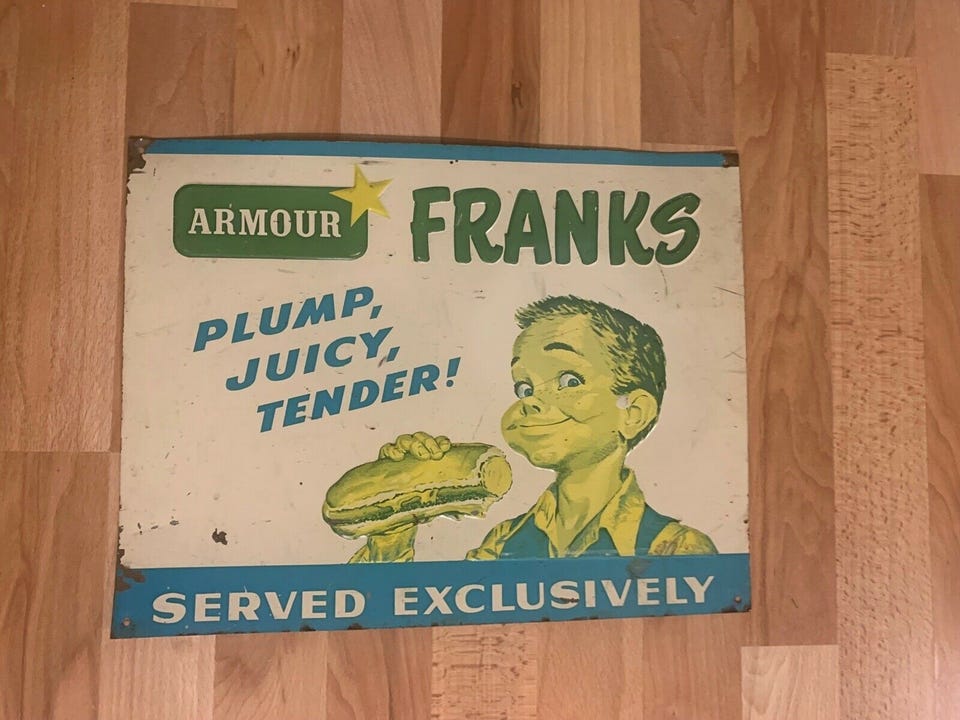 ARMOUR FRANKS
PLUMP,
JUICY,
TENDER!
SERVED EXCLUSIVELY